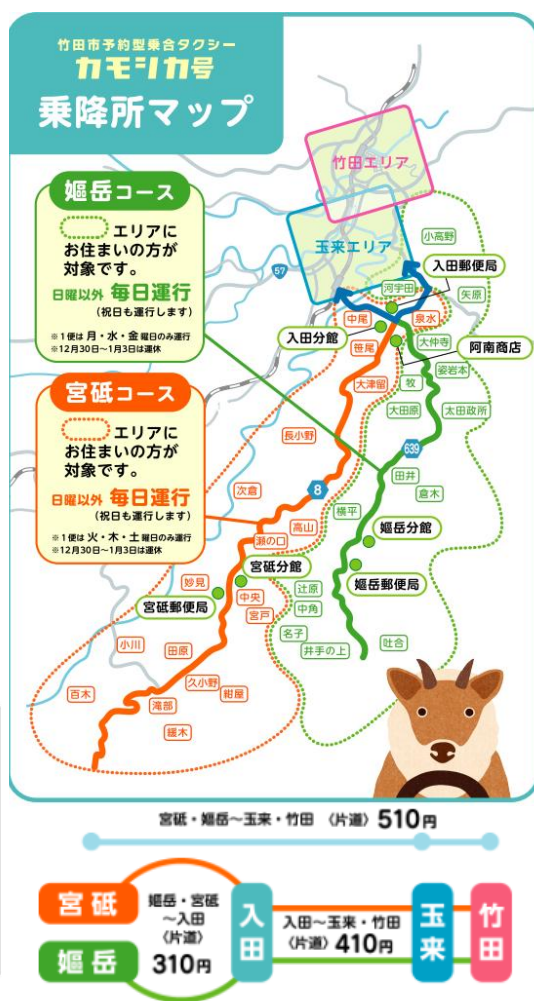 竹田市予約型乗合タクシー
カモシカ号
乗降所マップ
竹田エリア
玉来エリア
嫗岳コース
エリアに
お住まいの方が
対象です。
日曜以外 毎日運行
(祝日も運行します)
※1便は 月・水・金 曜日のみ運行
※12月30日〜1月3日は運休
宮砥コース
エリアに
お住まいの方が
対象です。
日曜以外 毎日運行
(祝日も運行します)
※1便は 火・木・土 曜日のみ運行
※12月30日〜1月3日は運休
57
小高野
入田郵便局
河宇田
矢原
中尾
泉水
入田分館
大仲寺
阿南商店
笹尾
姿岩本
大津留
牧
大田原
太田政所
長小野
639
田井
次倉
8
倉木
横平
高山
嫗岳分館
瀬の口
宮砥分館
嫗岳郵便局
妙見
中央
辻原
宮砥郵便局
宮戸
中角
名子
小川
田原
井手の上
吐合
久小野
百木
紺屋
滝部
緩木
宮砥・嫗岳〜玉来・竹田 〈片道〉 510円
宮砥
嫗岳
嫗岳・宮砥
〜入田
〈片道〉
310円
入田
入田〜玉来・竹田
〈片道〉 410円
玉来
竹田